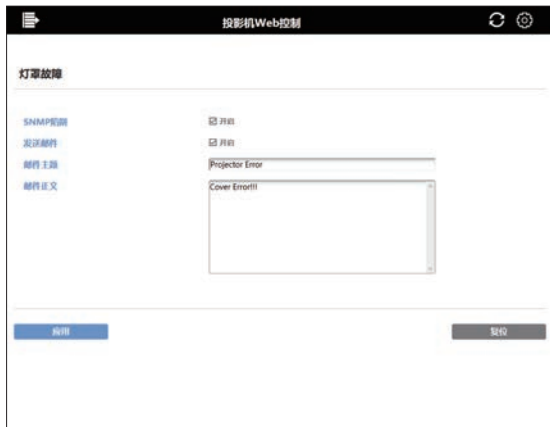 投影机Web控制
灯罩故障
SNMP陷阱 开启
发送邮件 开启
邮件主题 Projector Error
邮件正文 Cover Error!!!
应用 复位